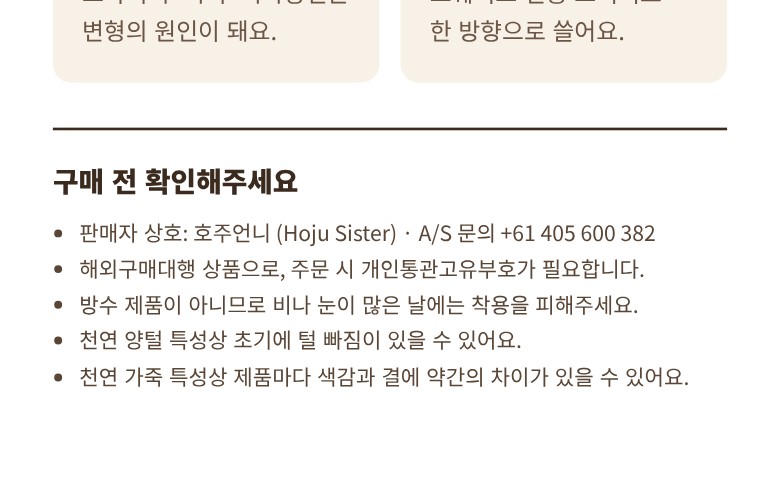 변형의 원인이 돼요.
한 방향으로 쓸어요.
구매 전 확인해주세요
판매자 상호: 호주언니 (Hoju Sister) · A/S 문의 +61 405 600 382
해외구매대행 상품으로, 주문 시 개인통관고유부호가 필요합니다.
방수 제품이 아니므로 비나 눈이 많은 날에는 착용을 피해주세요.
천연 양털 특성상 초기에 털 빠짐이 있을 수 있어요.
천연 가죽 특성상 제품마다 색감과 결에 약간의 차이가 있을 수 있어요.